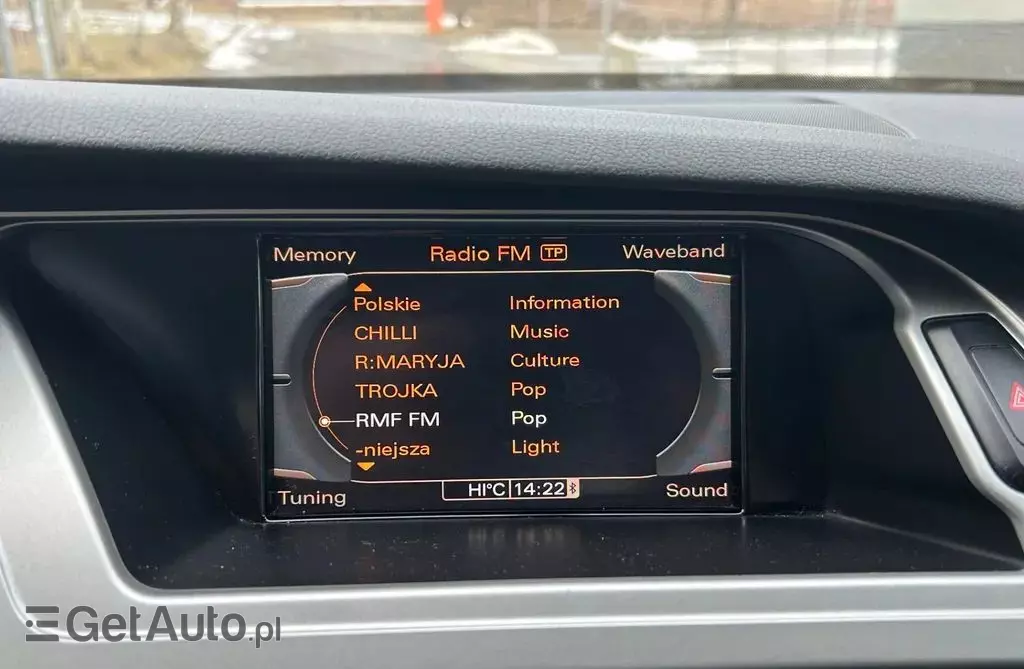 Memory Radio FM TP Waveband
Polskie Information
CHILLI Music
R:MARYJA Culture
TROJKA Pop
RMF FM Pop
-niejsza Light
Tuning HI°C 14:22 Sound
GetAuto.pl